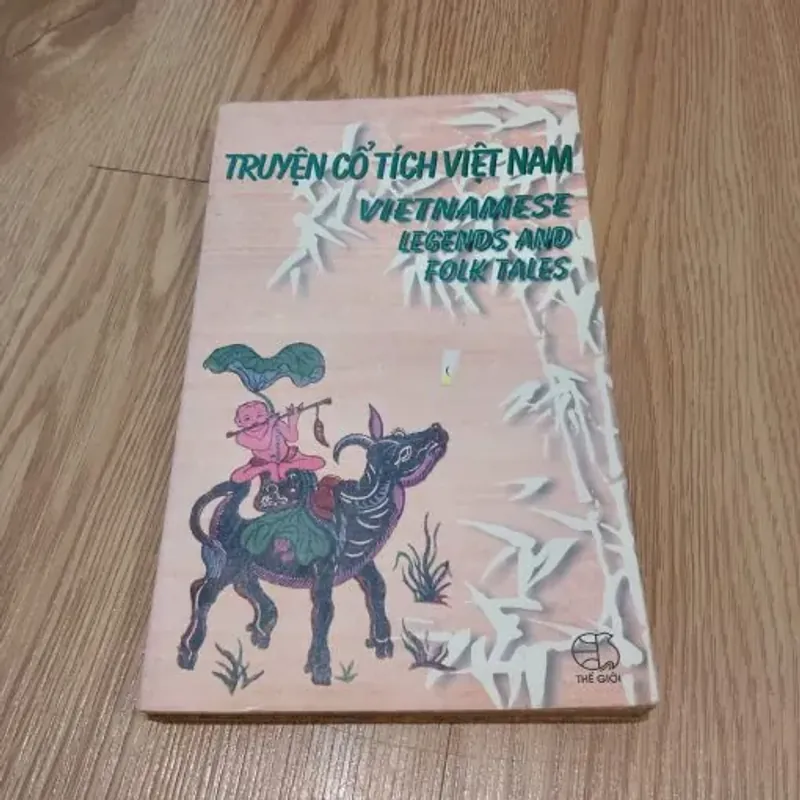 TRUYỆN CỔ TÍCH VIỆT NAM
VIETNAMESE
LEGENDS AND
FOLK TALES
THẾ GIỚI